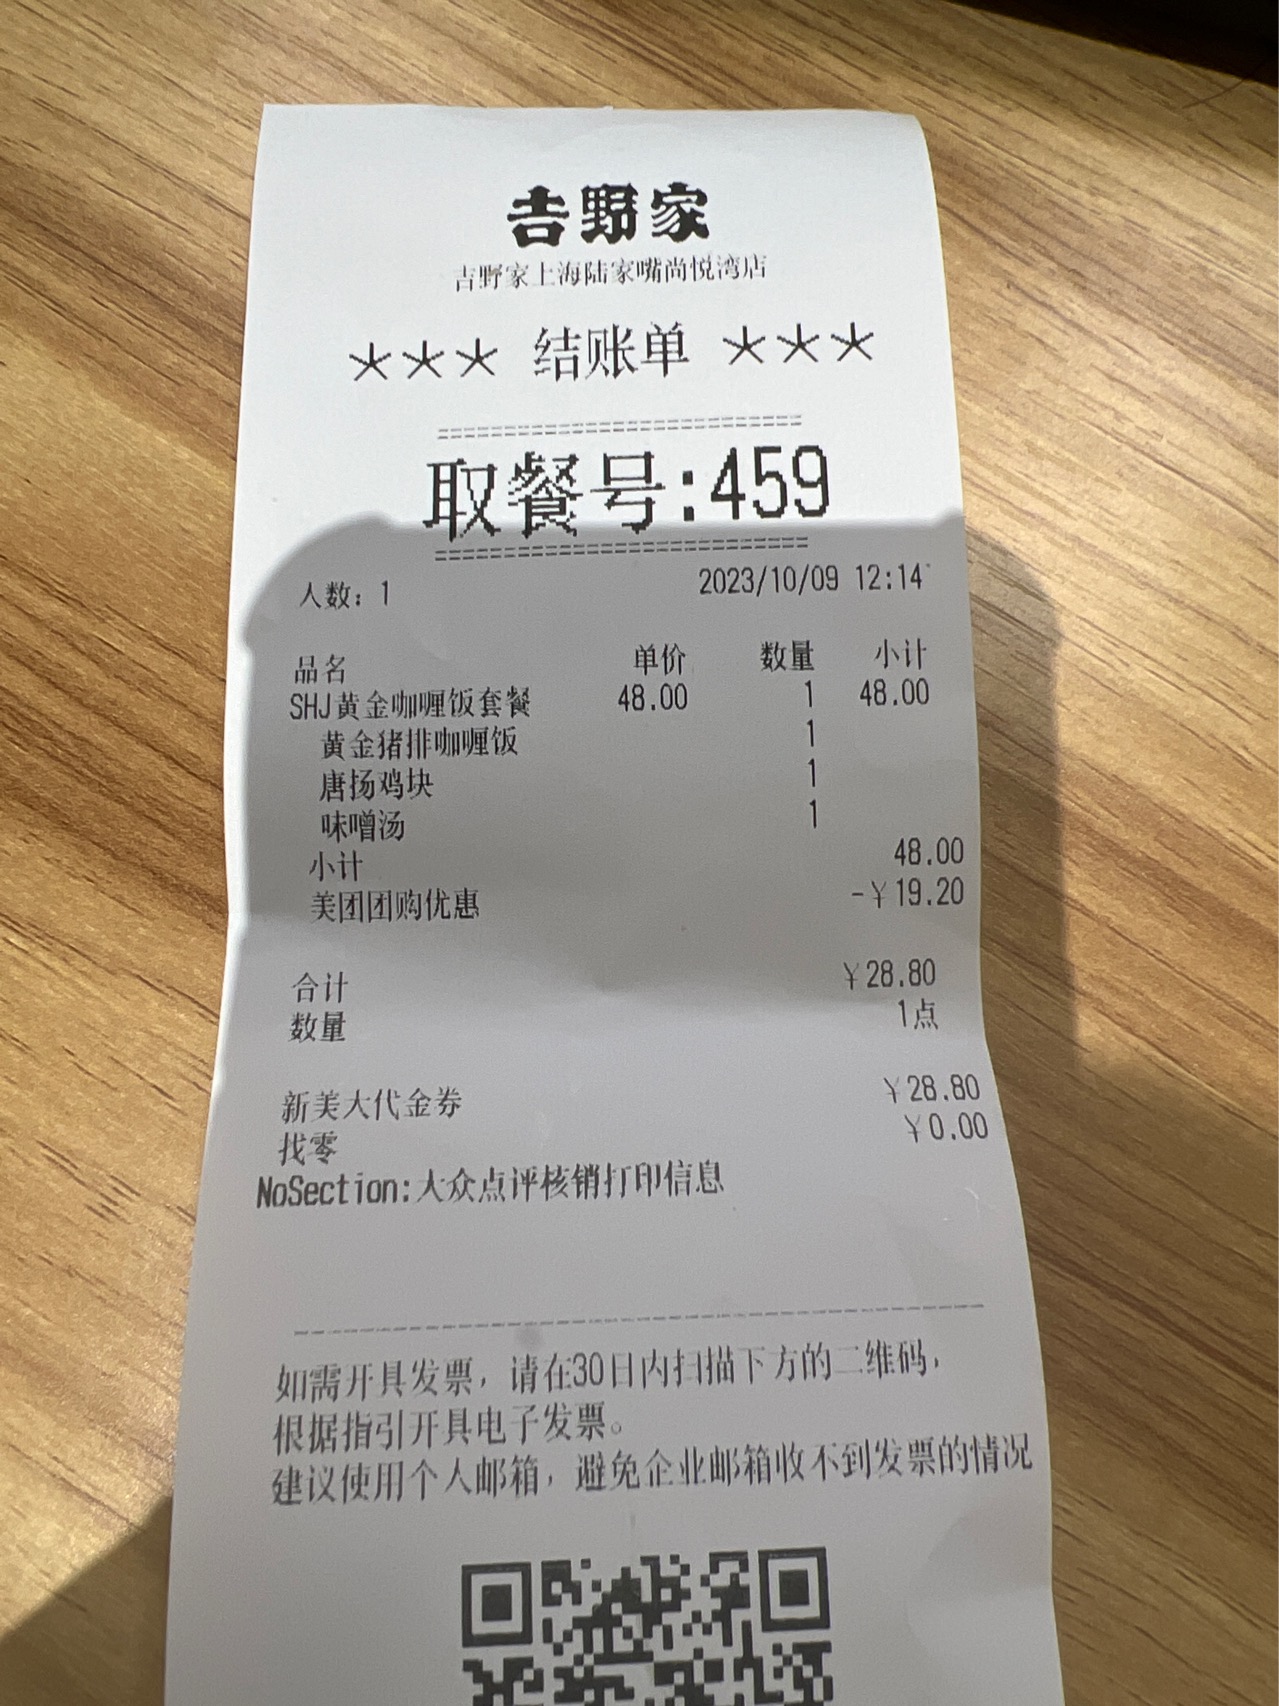 吉野家
吉野家上海陆家嘴尚悦湾店
*** 结账单 ***
==============================
取餐号:459
==============================
人数: 1 2023/10/09 12:14
品名 单价 数量 小计
SHJ黄金咖喱饭套餐 48.00 1 48.00
黄金猪排咖喱饭 1
唐扬鸡块 1
味噌汤 1
小计 48.00
美团团购优惠 -¥19.20
合计 ¥28.80
数量 1点
新美大代金券 ¥28.80
找零 ¥0.00
NoSection:大众点评核销打印信息
如需开具发票，请在30日内扫描下方的二维码，
根据指引开具电子发票。
建议使用个人邮箱，避免企业邮箱收不到发票的情况